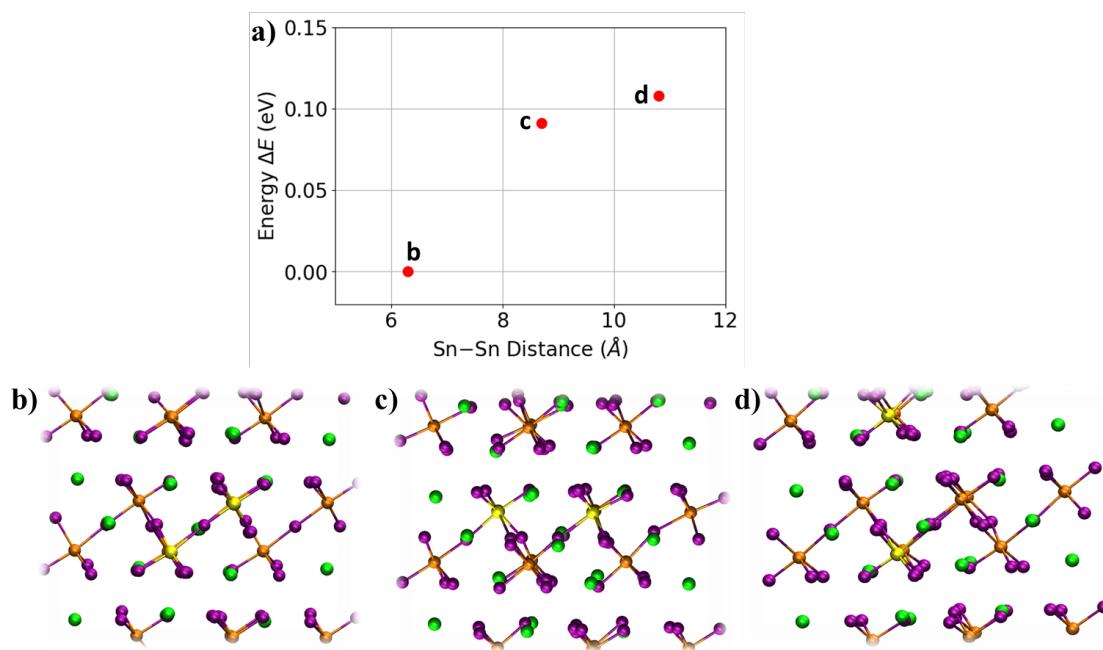 a)
0.15
0.10
0.05
0.00
Energy ΔE (eV)
b
c
d
6 8 10 12
Sn−Sn Distance (Å)
b)
c)
d)